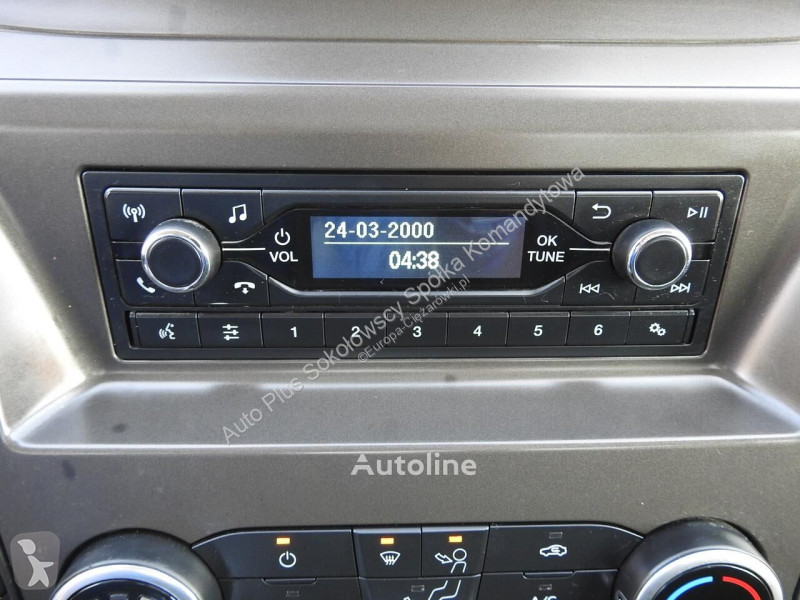 24-03-2000
04:38
VOL
OK
TUNE
1 2 3 4 5 6
Auto Plus Sokołowscy Spółka Komandytowa
©Europa-Ciężarówki.pl
Autoline
A/C